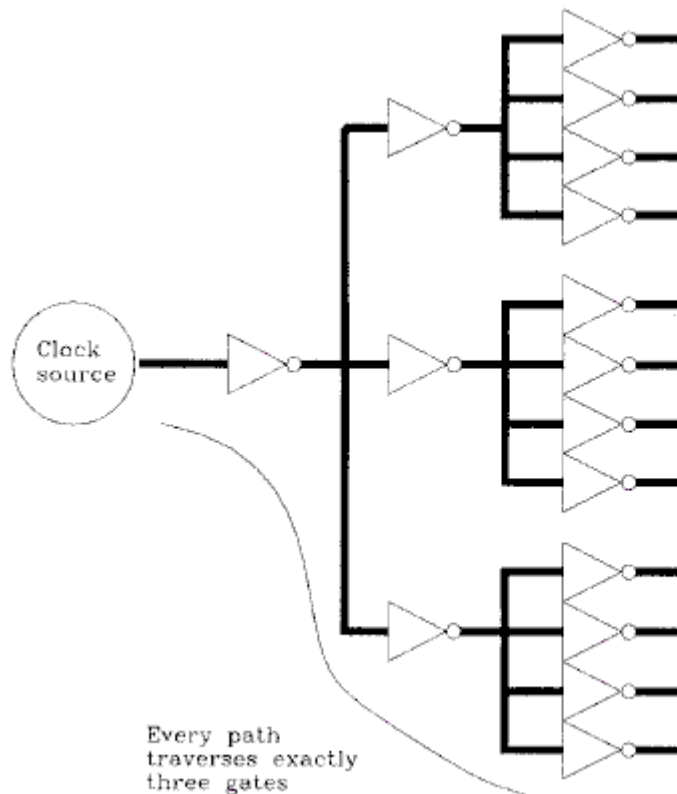 Clock
source
Every path
traverses exactly
three gates